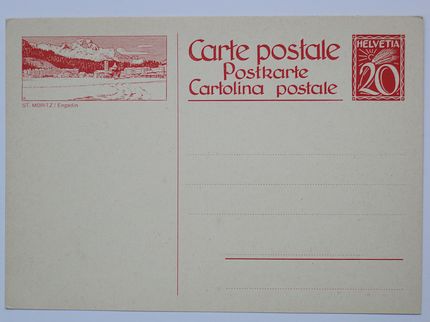 Carte postale
Postkarte
Cartolina postale
HELVETIA
20
ST. MORITZ / Engadin